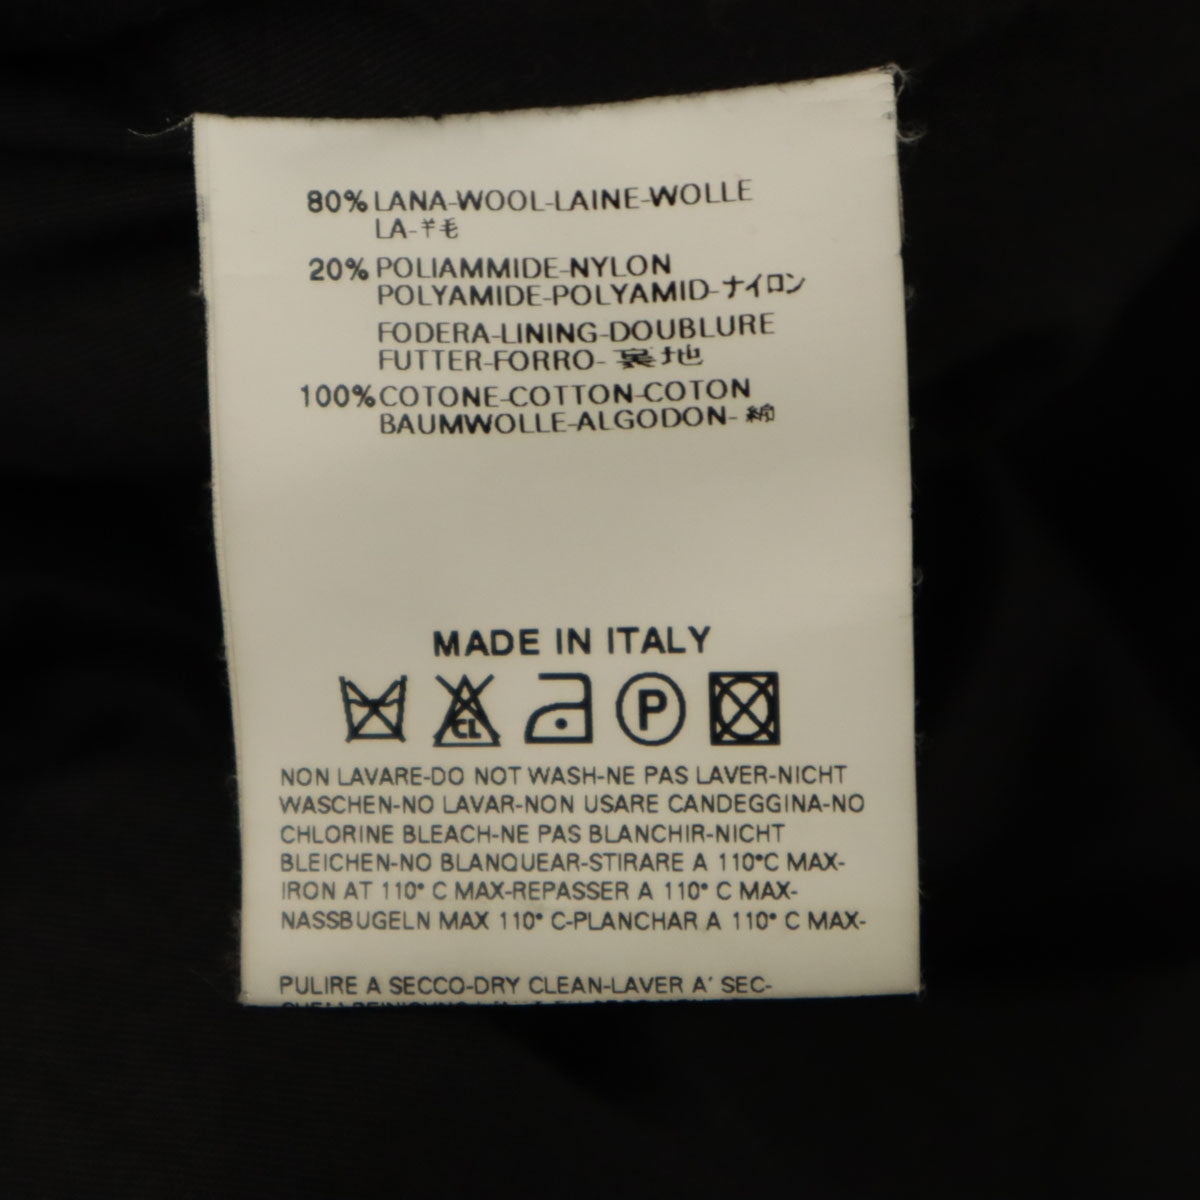 80% LANA-WOOL-LAINE-WOLLE
LA-羊毛
20% POLIAMMIDE-NYLON
POLYAMIDE-POLYAMID-ナイロン
FODERA-LINING-DOUBLURE
FUTTER-FORRO-裏地
100% COTONE-COTTON-COTON
BAUMWOLLE-ALGODON-綿
MADE IN ITALY
CL P
NON LAVARE-DO NOT WASH-NE PAS LAVER-NICHT
WASCHEN-NO LAVAR-NON USARE CANDEGGINA-NO
CHLORINE BLEACH-NE PAS BLANCHIR-NICHT
BLEICHEN-NO BLANQUEAR-STIRARE A 110°C MAX-
IRON AT 110° C MAX-REPASSER A 110° C MAX-
NASSBUGELN MAX 110° C-PLANCHAR A 110° C MAX-
PULIRE A SECCO-DRY CLEAN-LAVER A' SEC-